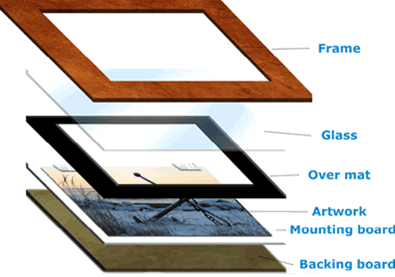 Frame
Glass
Over mat
Artwork
Mounting board
Backing board